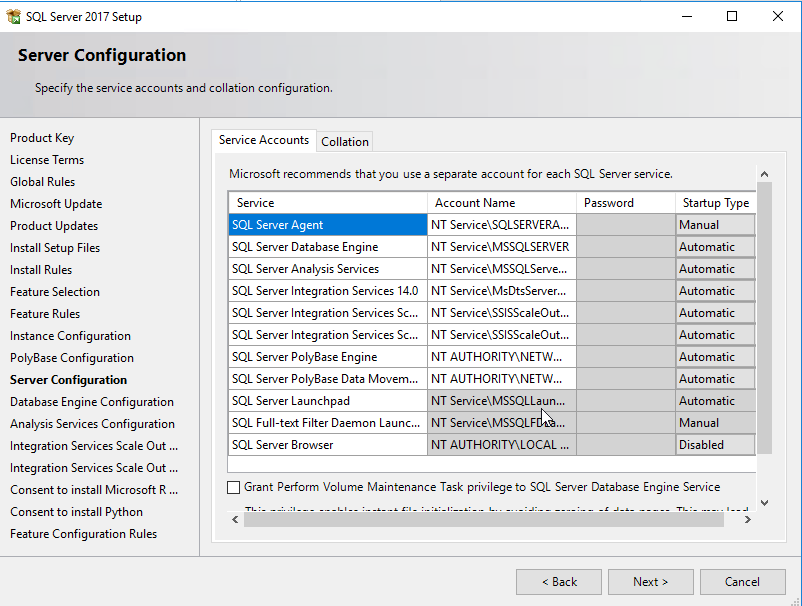 SQL Server 2017 Setup
Server Configuration
Specify the service accounts and collation configuration.
Product Key
License Terms
Global Rules
Microsoft Update
Product Updates
Install Setup Files
Install Rules
Feature Selection
Feature Rules
Instance Configuration
PolyBase Configuration
Server Configuration
Database Engine Configuration
Analysis Services Configuration
Integration Services Scale Out ...
Integration Services Scale Out ...
Consent to install Microsoft R ...
Consent to install Python
Feature Configuration Rules
Service Accounts Collation
Microsoft recommends that you use a separate account for each SQL Server service.
Service Account Name Password Startup Type
SQL Server Agent NT Service\SQLSERVERA... Manual
SQL Server Database Engine NT Service\MSSQLSERVER Automatic
SQL Server Analysis Services NT Service\MSSQLServe... Automatic
SQL Server Integration Services 14.0 NT Service\MsDtsServer... Automatic
SQL Server Integration Services Sc... NT Service\SSISScaleOut... Automatic
SQL Server Integration Services Sc... NT Service\SSISScaleOut... Automatic
SQL Server PolyBase Engine NT AUTHORITY\NETW... Automatic
SQL Server PolyBase Data Movem... NT AUTHORITY\NETW... Automatic
SQL Server Launchpad NT Service\MSSQLLaun... Automatic
SQL Full-text Filter Daemon Launc... NT Service\MSSQLFDLa... Manual
SQL Server Browser NT AUTHORITY\LOCAL ... Disabled
Grant Perform Volume Maintenance Task privilege to SQL Server Database Engine Service
This privilege enables instant file initialization by avoiding zeroing of data pages. This may lead
< Back Next > Cancel